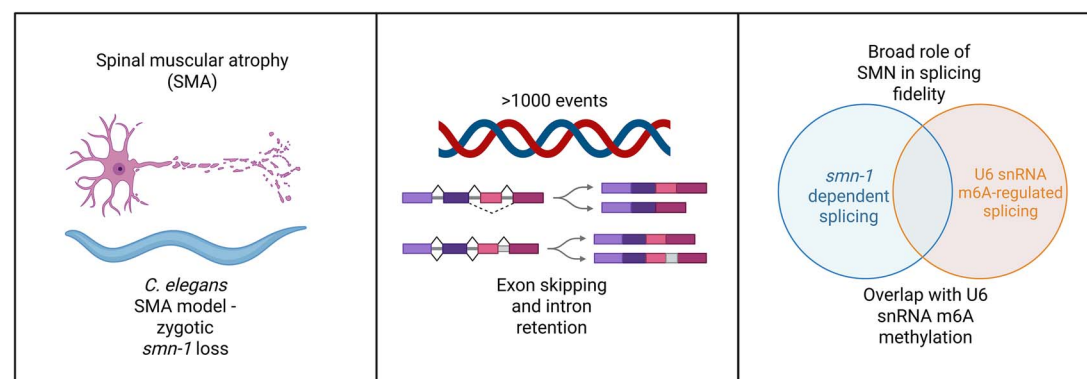 Spinal muscular atrophy
(SMA)
C. elegans
SMA model -
zygotic
smn-1 loss
>1000 events
Exon skipping
and intron
retention
Broad role of
SMN in splicing
fidelity
smn-1
dependent
splicing
U6 snRNA
m6A-regulated
splicing
Overlap with U6
snRNA m6A
methylation